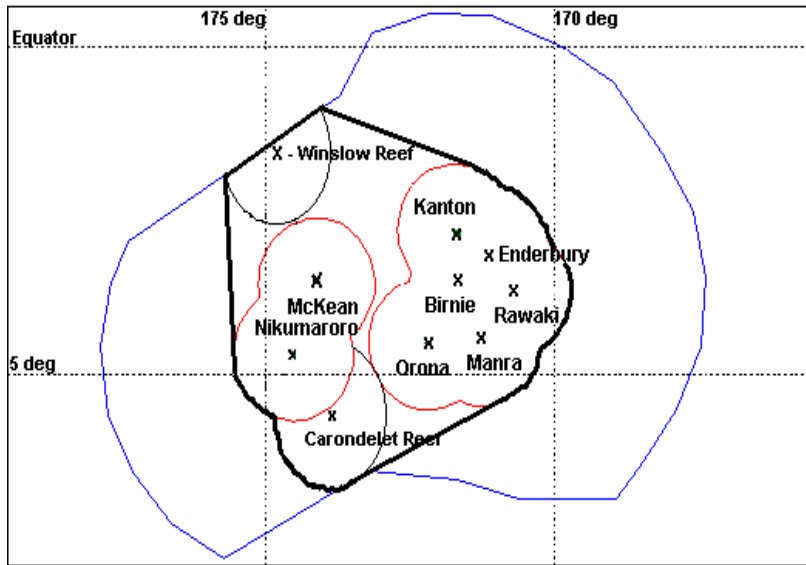 175 deg
170 deg
Equator
x - Winslow Reef
Kanton
x
x Enderbury
x
McKean
x
Birnie
x
Rawaki
Nikumaroro
x
x
Orona
x
Manra
5 deg
x
Carondelet Reef